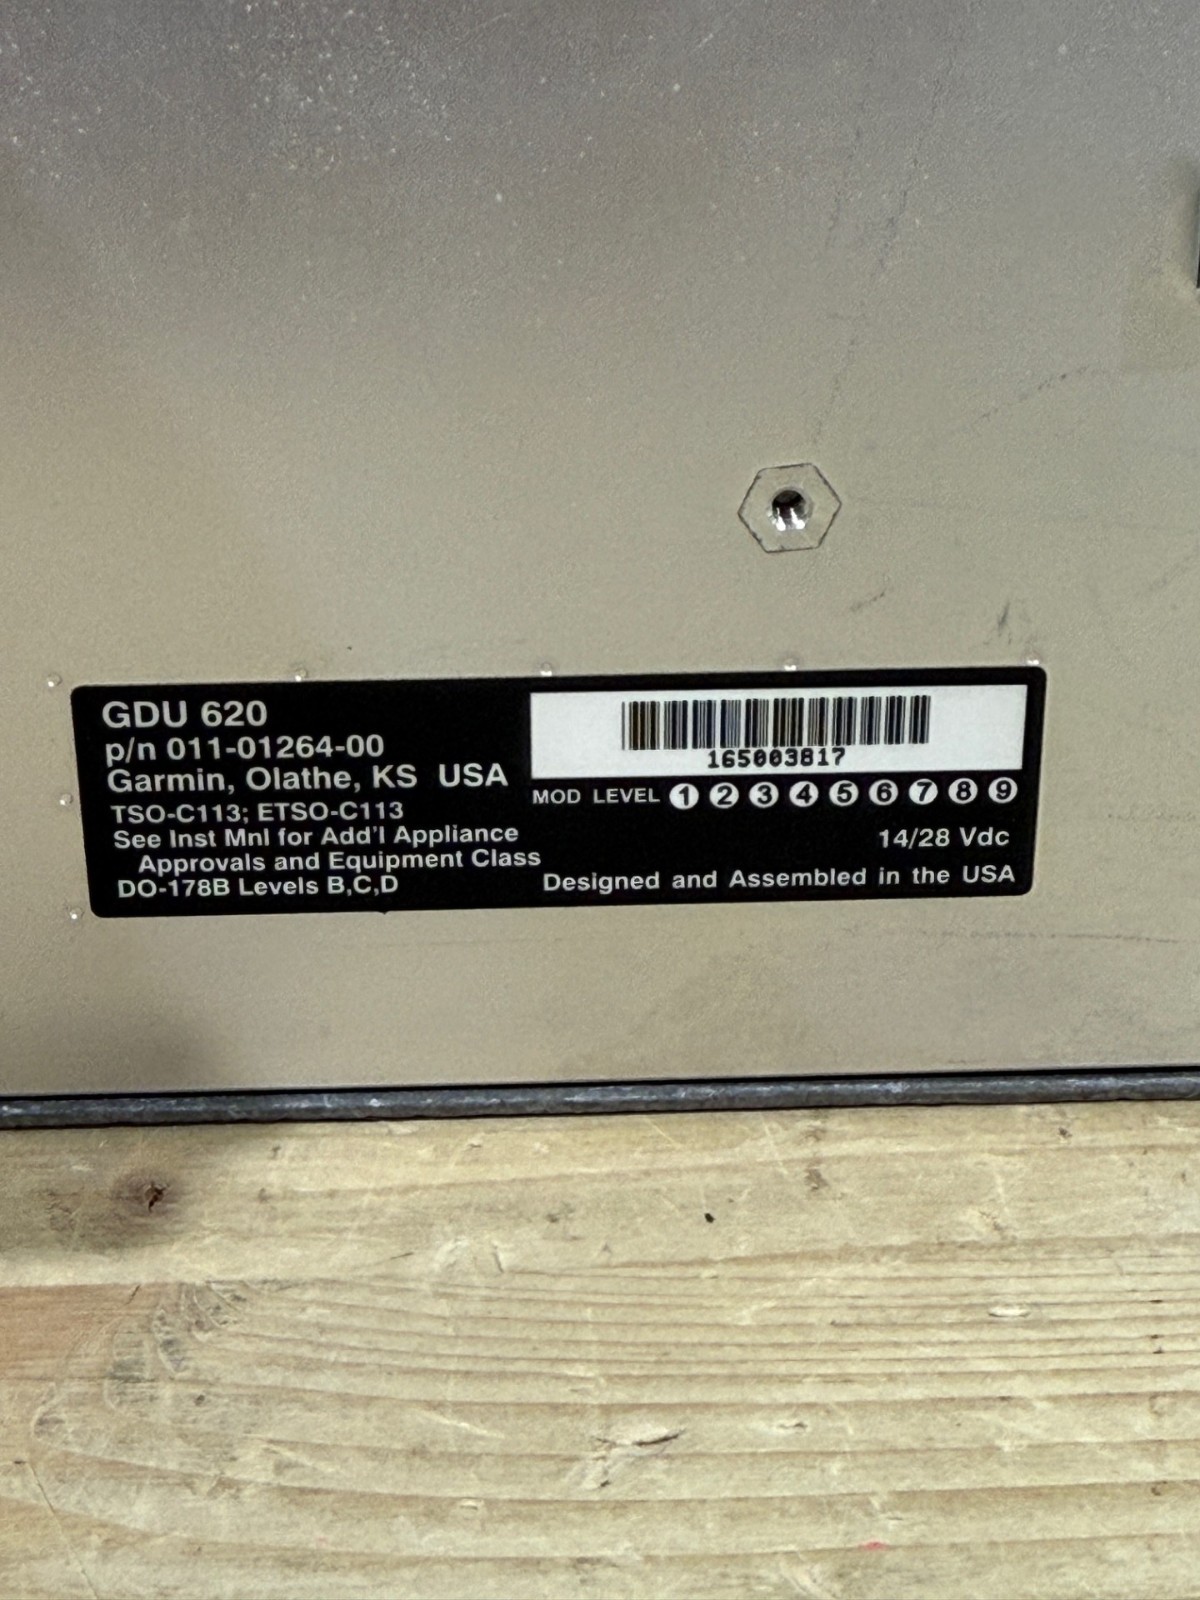 GDU 620
p/n 011-01264-00
Garmin, Olathe, KS USA
TSO-C113; ETSO-C113
See Inst Mnl for Add'l Appliance
Approvals and Equipment Class
DO-178B Levels B,C,D
165003817
MOD LEVEL 1 2 3 4 5 6 7 8 9
14/28 Vdc
Designed and Assembled in the USA